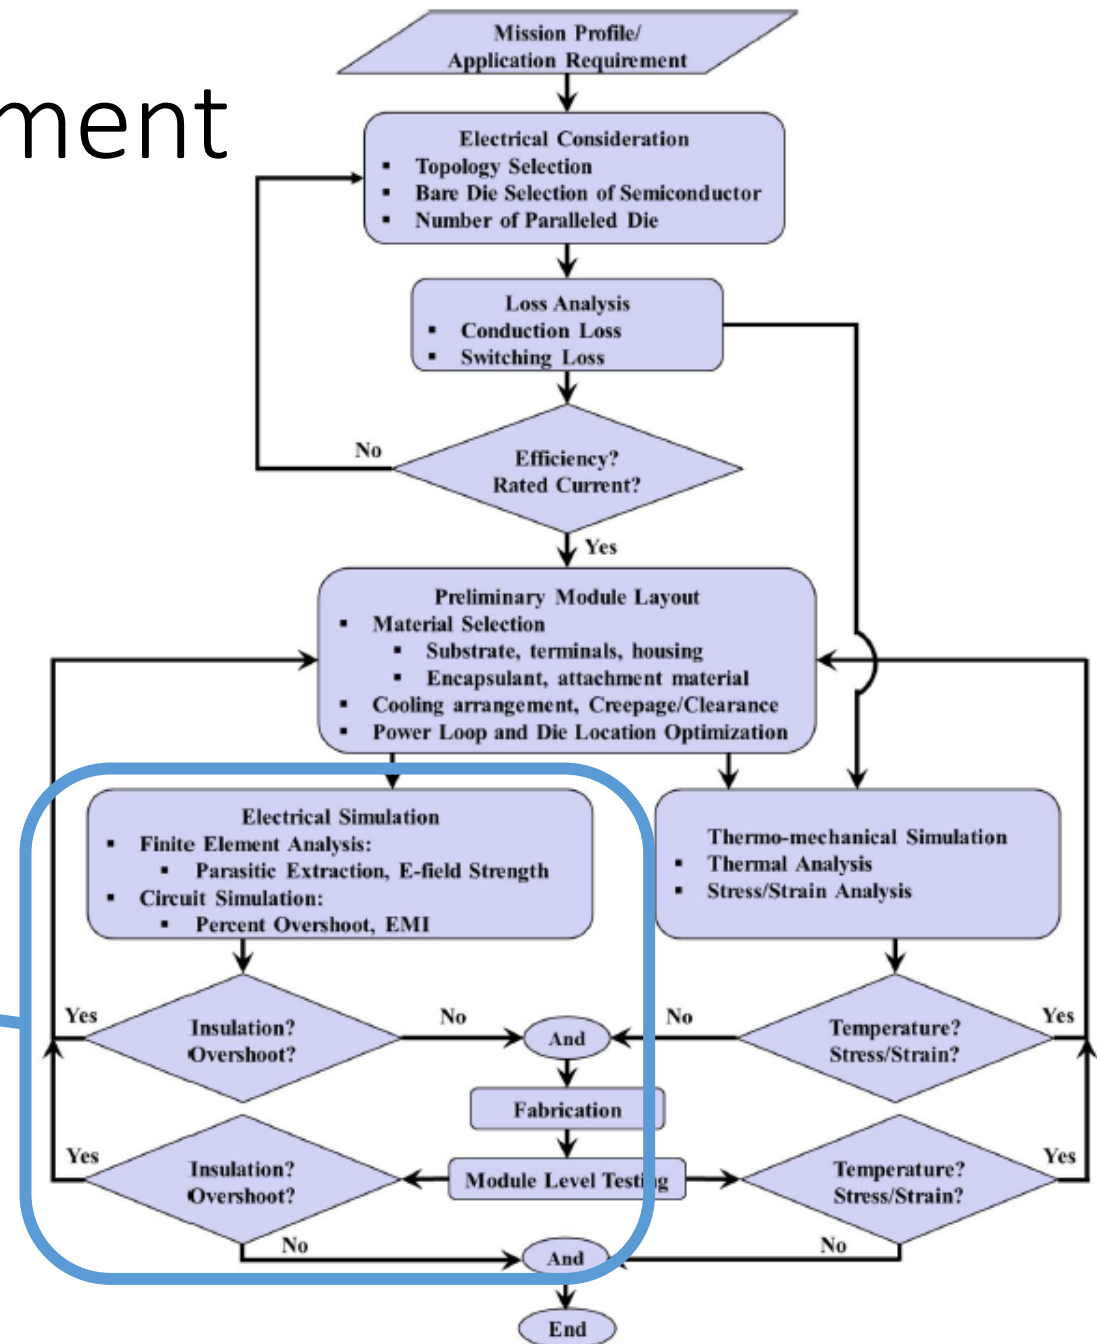 ment
Mission Profile/
Application Requirement
Electrical Consideration
▪ Topology Selection
▪ Bare Die Selection of Semiconductor
▪ Number of Paralleled Die
Loss Analysis
▪ Conduction Loss
▪ Switching Loss
No
Efficiency?
Rated Current?
Yes
Preliminary Module Layout
▪ Material Selection
▪ Substrate, terminals, housing
▪ Encapsulant, attachment material
▪ Cooling arrangement, Creepage/Clearance
▪ Power Loop and Die Location Optimization
Electrical Simulation
▪ Finite Element Analysis:
▪ Parasitic Extraction, E-field Strength
▪ Circuit Simulation:
▪ Percent Overshoot, EMI
Thermo-mechanical Simulation
▪ Thermal Analysis
▪ Stress/Strain Analysis
Yes
Insulation?
Overshoot?
No
And
No
Temperature?
Stress/Strain?
Yes
Fabrication
Yes
Insulation?
Overshoot?
Module Level Testing
Temperature?
Stress/Strain?
Yes
No
And
No
End